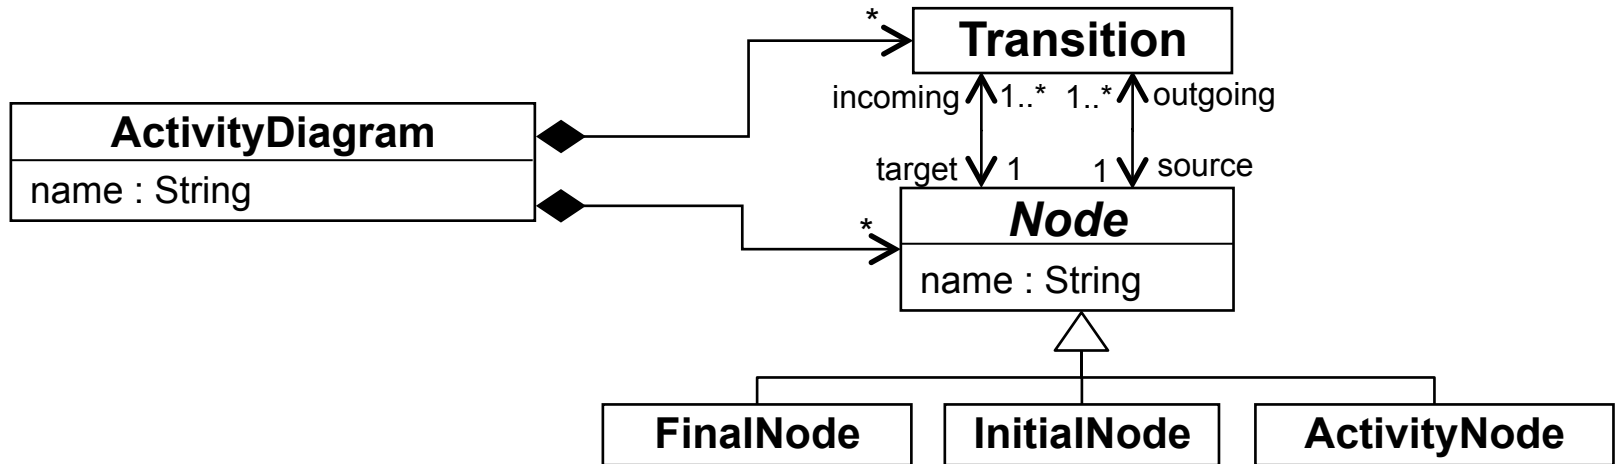 *
Transition
incoming 1..* 1..* outgoing
ActivityDiagram
name : String
target 1 1 source
*
Node
name : String
FinalNode
InitialNode
ActivityNode